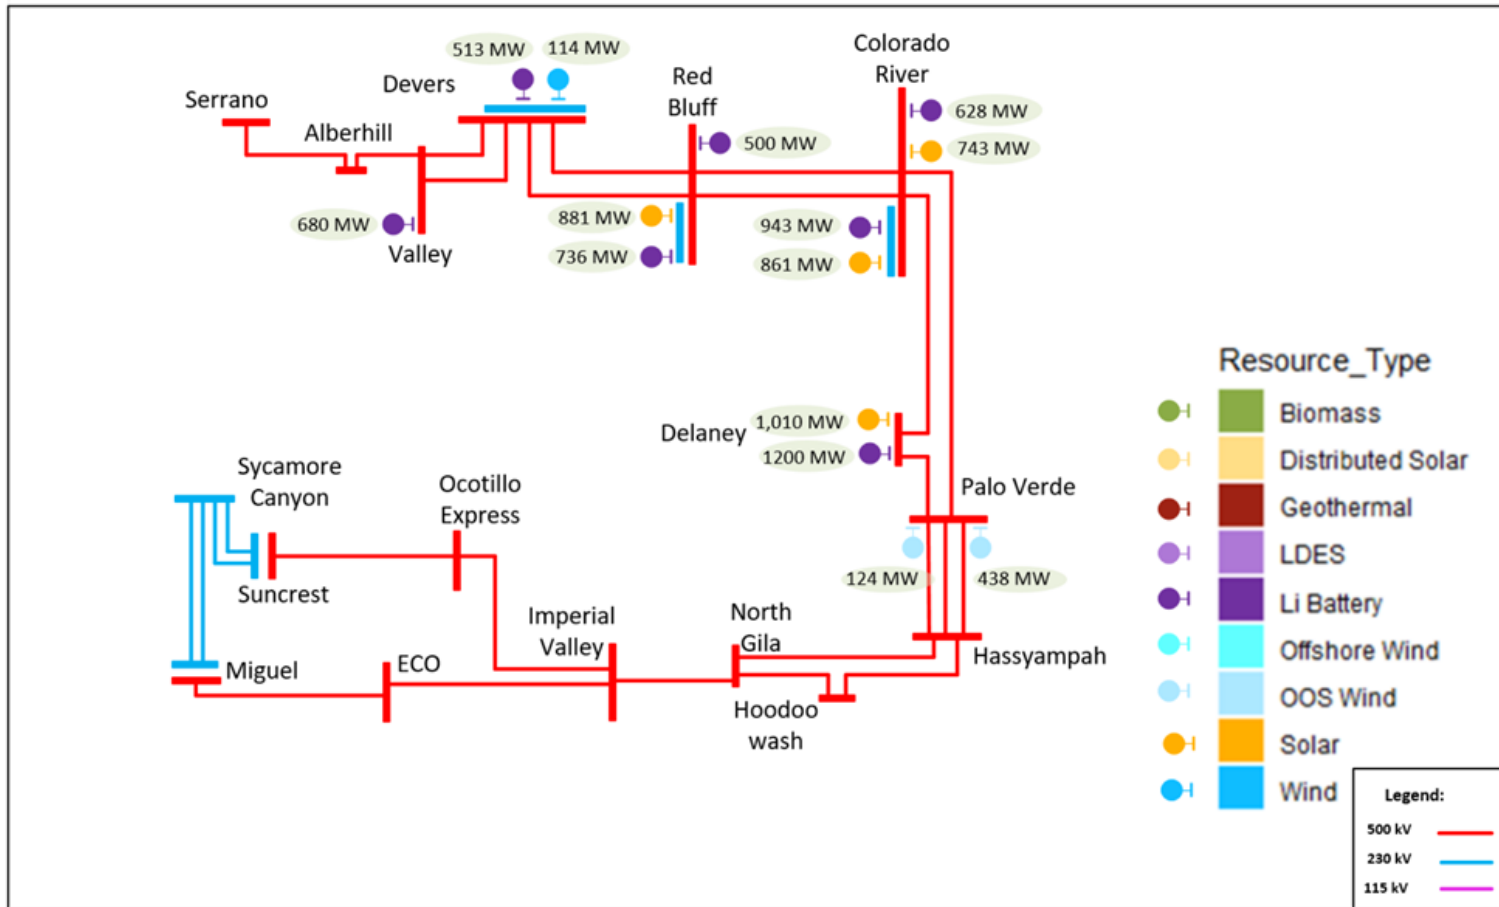 513 MW
114 MW
Colorado
River
Devers
Red
Bluff
Serrano
Alberhill
628 MW
500 MW
743 MW
680 MW
881 MW
943 MW
Valley
736 MW
861 MW
Resource_Type
Biomass
Distributed Solar
Geothermal
LDES
Li Battery
Offshore Wind
OOS Wind
Solar
Wind
Delaney
1,010 MW
1200 MW
Sycamore
Canyon
Ocotillo
Express
Palo Verde
124 MW
438 MW
Suncrest
Imperial
Valley
North
Gila
Hassyampah
Miguel
ECO
Hoodoo
wash
Legend:
500 kV
230 kV
115 kV